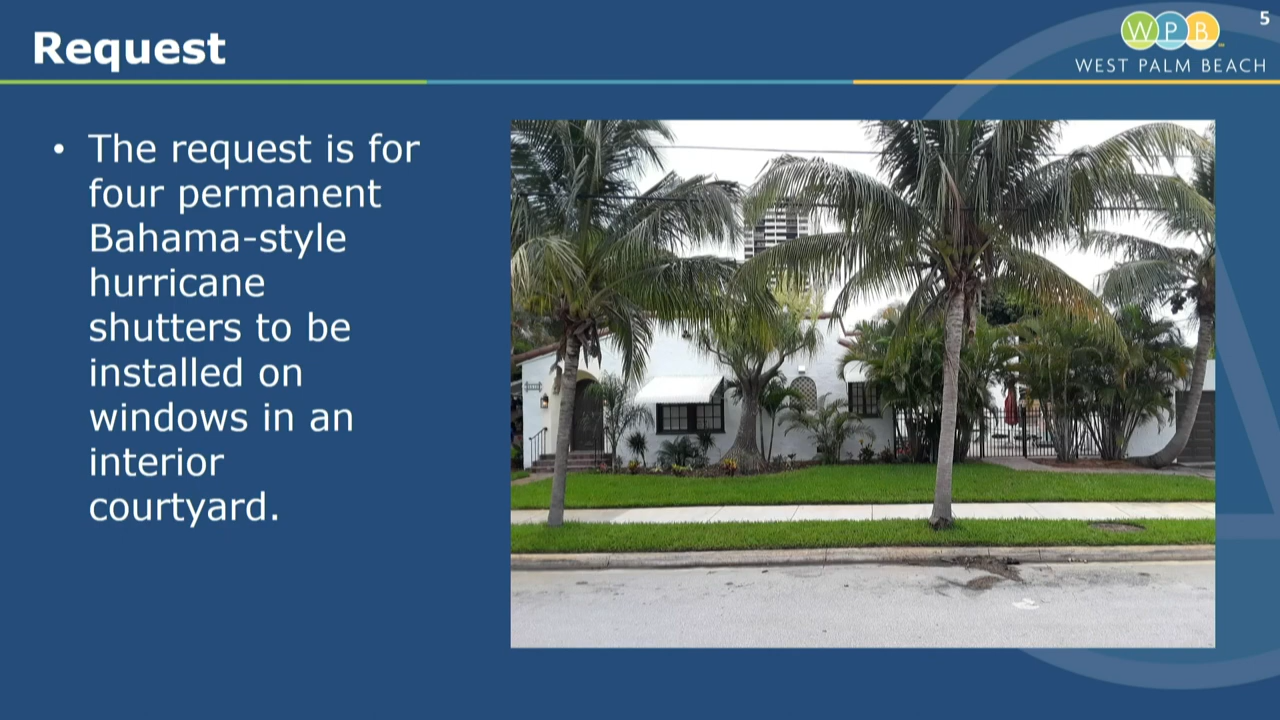 Request
WPB
WEST PALM BEACH
5
• The request is for
four permanent
Bahama-style
hurricane
shutters to be
installed on
windows in an
interior
courtyard.